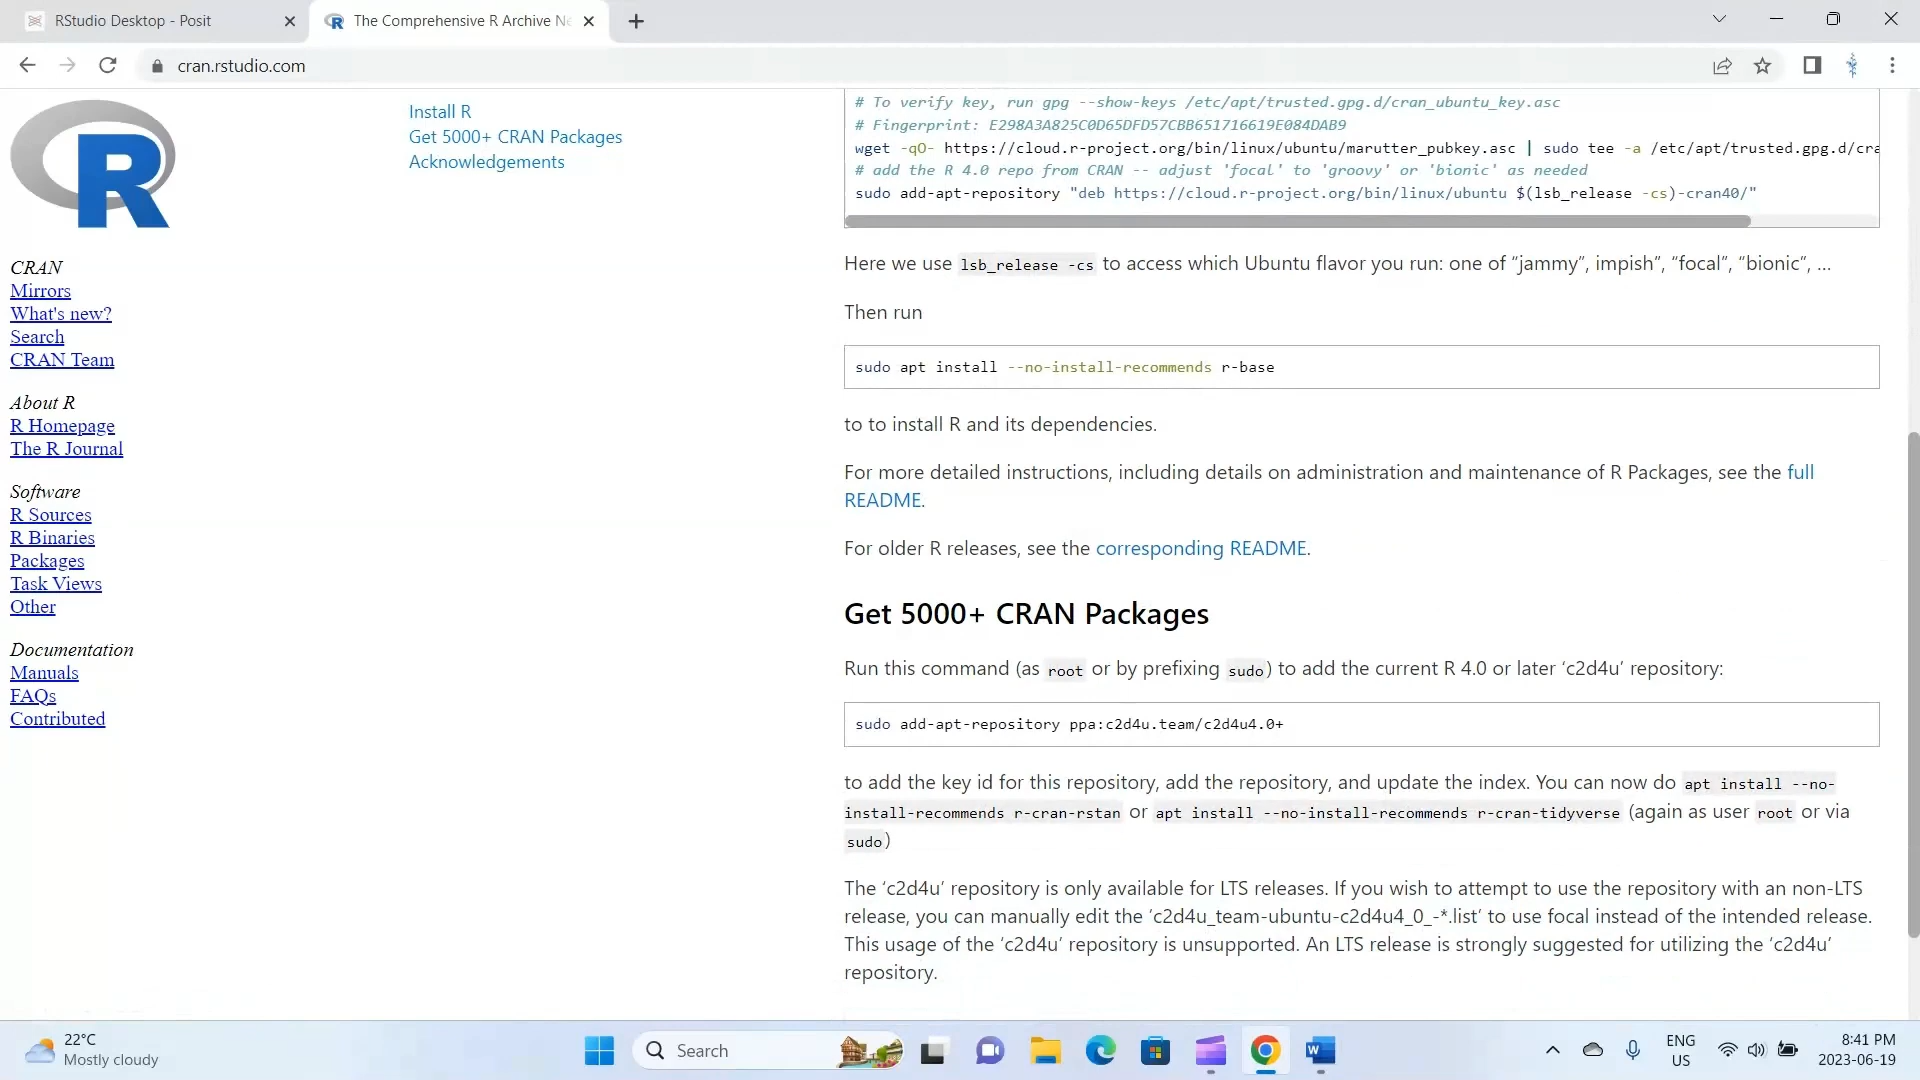 RStudio Desktop - Posit
The Comprehensive R Archive Ne
cran.rstudio.com
R
CRAN
Mirrors
What's new?
Search
CRAN Team
About R
R Homepage
The R Journal
Software
R Sources
R Binaries
Packages
Task Views
Other
Documentation
Manuals
FAQs
Contributed
Install R
Get 5000+ CRAN Packages
Acknowledgements
# To verify key, run gpg --show-keys /etc/apt/trusted.gpg.d/cran_ubuntu_key.asc
# Fingerprint: E298A3A825C0D65DFD57CBB651716619E084DAB9
wget -qO- https://cloud.r-project.org/bin/linux/ubuntu/marutter_pubkey.asc | sudo tee -a /etc/apt/trusted.gpg.d/cra
# add the R 4.0 repo from CRAN -- adjust 'focal' to 'groovy' or 'bionic' as needed
sudo add-apt-repository "deb https://cloud.r-project.org/bin/linux/ubuntu $(lsb_release -cs)-cran40/"
Here we use lsb_release -cs to access which Ubuntu flavor you run: one of “jammy”, impish”, “focal”, “bionic”, …
Then run
sudo apt install --no-install-recommends r-base
to to install R and its dependencies.
For more detailed instructions, including details on administration and maintenance of R Packages, see the full
README.
For older R releases, see the corresponding README.
Get 5000+ CRAN Packages
Run this command (as root or by prefixing sudo) to add the current R 4.0 or later ‘c2d4u’ repository:
sudo add-apt-repository ppa:c2d4u.team/c2d4u4.0+
to add the key id for this repository, add the repository, and update the index. You can now do apt install --no-
install-recommends r-cran-rstan or apt install --no-install-recommends r-cran-tidyverse (again as user root or via
sudo)
The ‘c2d4u’ repository is only available for LTS releases. If you wish to attempt to use the repository with an non-LTS
release, you can manually edit the ’c2d4u_team-ubuntu-c2d4u4_0_-*.list’ to use focal instead of the intended release.
This usage of the ‘c2d4u’ repository is unsupported. An LTS release is strongly suggested for utilizing the ‘c2d4u’
repository.
22°C
Mostly cloudy
Search
W
ENG
US
8:41 PM
2023-06-19